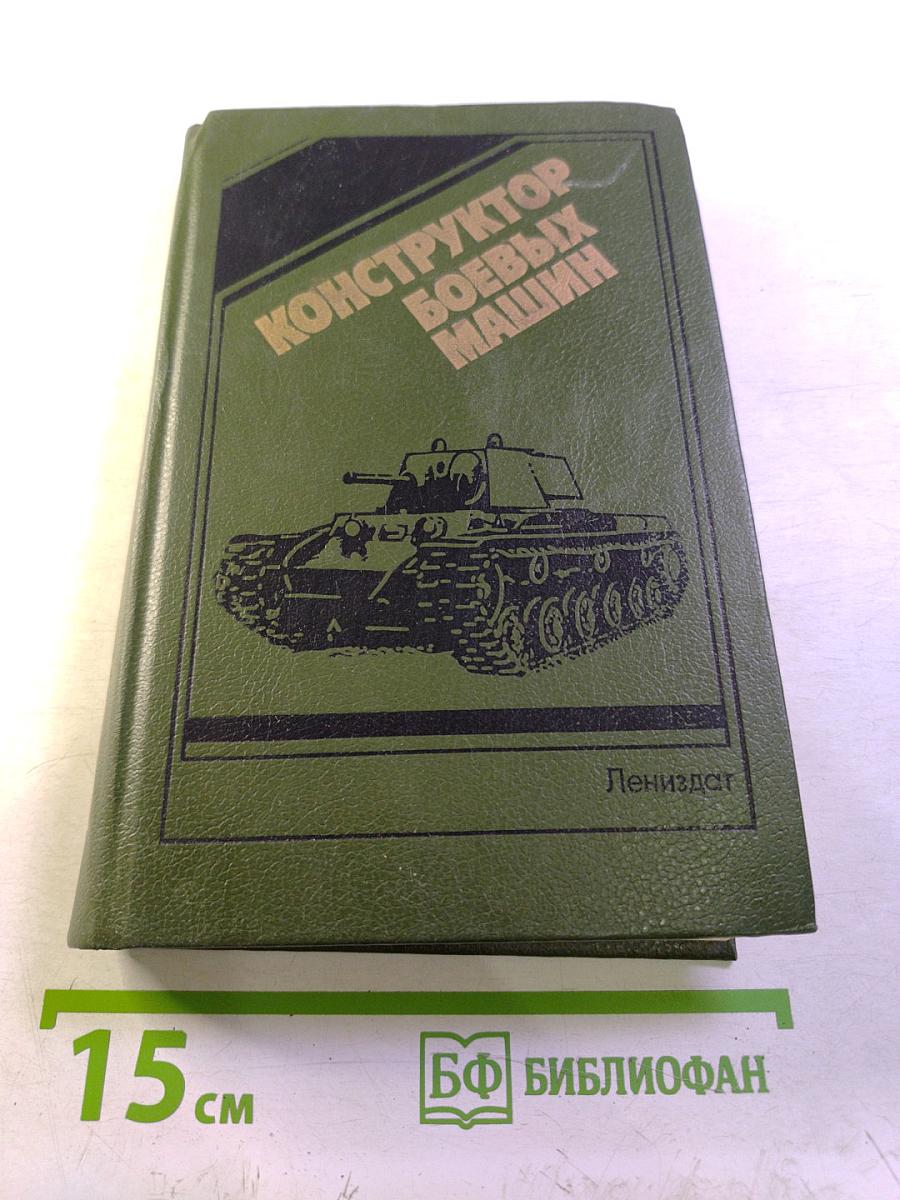 КОНСТРУКТОР
БОЕВЫХ
МАШИН
Лениздат
15 см
БФ БИБЛИОФАН